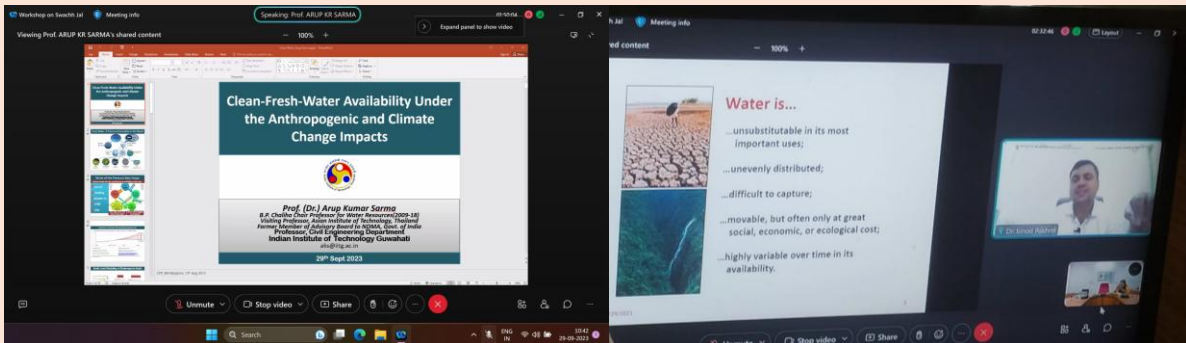 Workshop on Swachh Jal
Meeting info
Speaking: Prof. ARUP KR SARMA
Expand panel to show video
Viewing Prof. ARUP KR SARMA's shared content
100%
Clean-Fresh-Water Availability Under
the Anthropogenic and Climate
Change Impacts
Prof. (Dr.) Arup Kumar Sarma
B.P. Chaliha Chair Professor for Water Resources(2009-18)
Visiting Professor, Asian Institute of Technology, Thailand
Former Member of Advisory Board to NDMA, Govt. of India
Professor, Civil Engineering Department
Indian Institute of Technology Guwahati
29th Sept 2023
Unmute
Stop video
Share
Search
ENG
IN
10:42
29-09-2023
Meeting info
02:32:46
Layout
red content
100%
Water is...
...unsubstitutable in its most
important uses;
...unevenly distributed;
...difficult to capture;
...movable, but often only at great
social, economic, or ecological cost;
...highly variable over time in its
availability.
Unmute
Stop video
Share